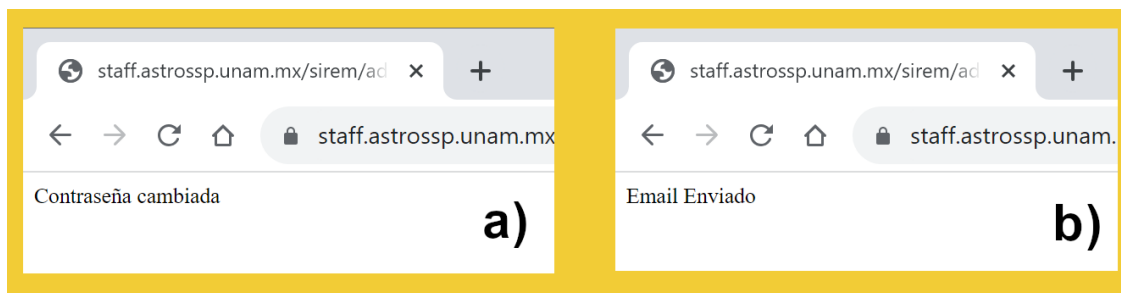 staff.astrossp.unam.mx/sirem/ad
staff.astrossp.unam.mx
Contraseña cambiada
a)
staff.astrossp.unam.mx/sirem/ad
staff.astrossp.unam.
Email Enviado
b)